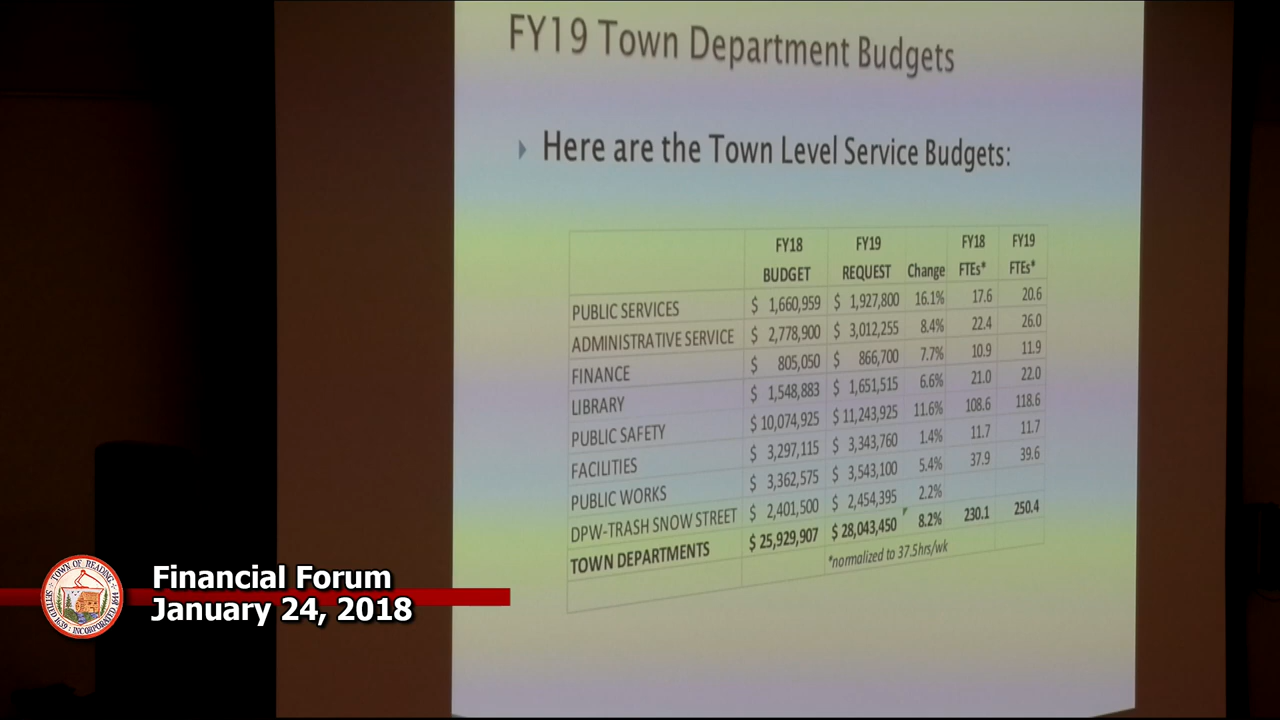 FY19 Town Department Budgets
Here are the Town Level Service Budgets:
FY18 BUDGET FY19 REQUEST Change FY18 FTEs* FY19 FTEs*
PUBLIC SERVICES $ 1,660,959 $ 1,927,800 16.1% 17.6 20.6
ADMINISTRATIVE SERVICE $ 2,778,900 $ 3,012,255 8.4% 22.4 26.0
FINANCE $ 805,050 $ 866,700 7.7% 10.9 11.9
LIBRARY $ 1,548,883 $ 1,651,515 6.6% 21.0 22.0
PUBLIC SAFETY $ 10,074,925 $ 11,243,925 11.6% 108.6 118.6
FACILITIES $ 3,297,115 $ 3,343,760 1.4% 11.7 11.7
PUBLIC WORKS $ 3,362,575 $ 3,543,100 5.4% 37.9 39.6
DPW-TRASH SNOW STREET $ 2,401,500 $ 2,454,395 2.2%
TOWN DEPARTMENTS $ 25,929,907 $ 28,043,450 8.2% 230.1 250.4
*normalized to 37.5hrs/wk
TOWN OF READING
SETTLED 1639 INCORPORATED 1644
Financial Forum
January 24, 2018